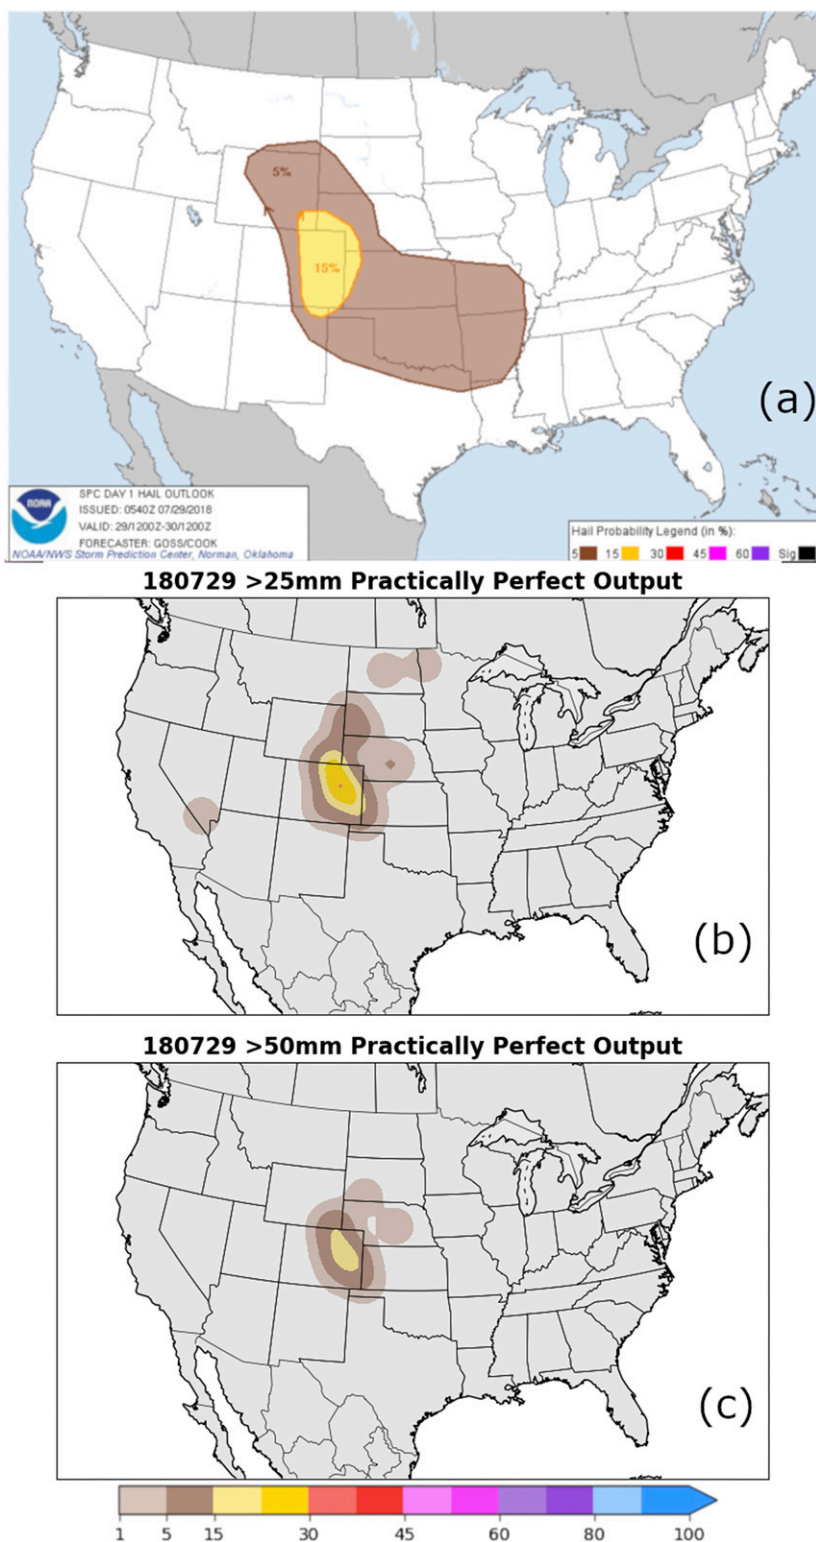 5%
15%
(a)
NOAA
SPC DAY 1 HAIL OUTLOOK
ISSUED: 0540Z 07/29/2018
VALID: 29/1200Z-30/1200Z
FORECASTER: GOSS/COOK
NOAA/NWS Storm Prediction Center, Norman, Oklahoma
Hail Probability Legend (in %):
5 15 30 45 60 Sig
180729 >25mm Practically Perfect Output
(b)
180729 >50mm Practically Perfect Output
(c)
1 5 15 30 45 60 80 100